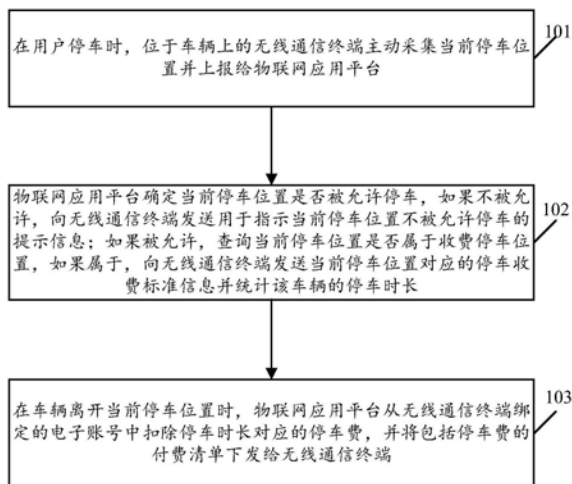 在用户停车时，位于车辆上的无线通信终端主动采集当前停车位
置并上报给物联网应用平台
101
物联网应用平台确定当前停车位置是否被允许停车，如果不被允
许，向无线通信终端发送用于指示当前停车位置不被允许停车的
提示信息；如果被允许，查询当前停车位置是否属于收费停车位
置，如果属于，向无线通信终端发送当前停车位置对应的停车收
费标准信息并统计该车辆的停车时长
102
在车辆离开当前停车位置时，物联网应用平台从无线通信终端绑
定的电子账号中扣除停车时长对应的停车费，并将包括停车费的
付费清单下发给无线通信终端
103